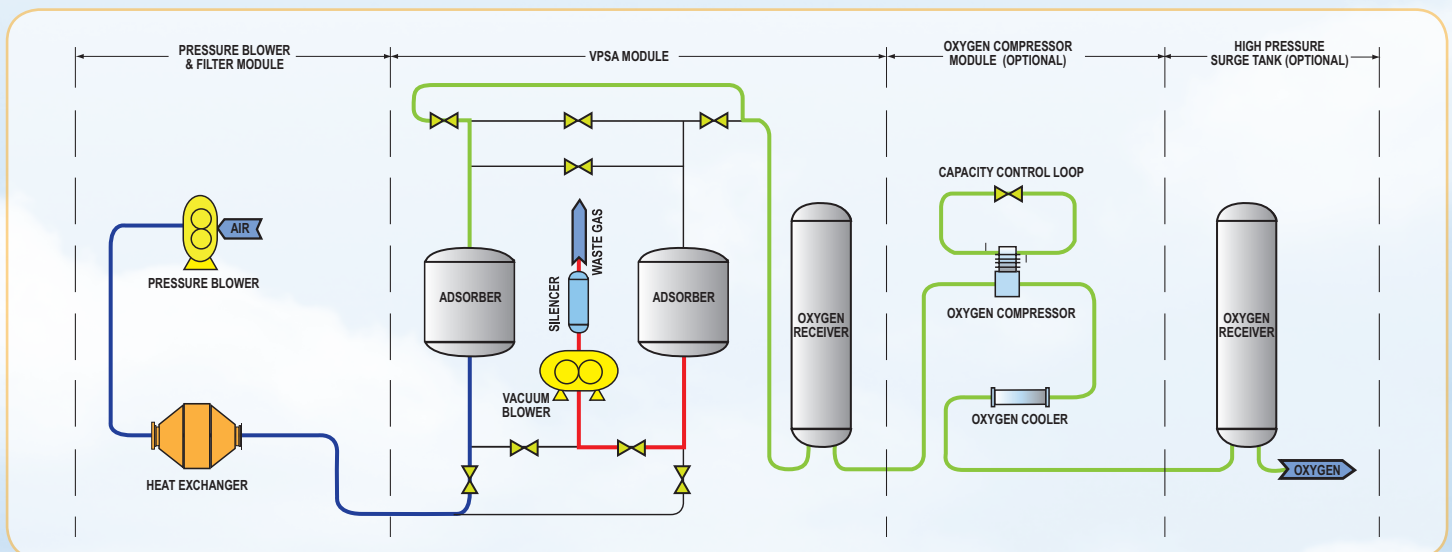 PRESSURE BLOWER
& FILTER MODULE
VPSA MODULE
OXYGEN COMPRESSOR
MODULE (OPTIONAL)
HIGH PRESSURE
SURGE TANK (OPTIONAL)
AIR
PRESSURE BLOWER
HEAT EXCHANGER
ADSORBER
WASTE GAS
SILENCER
VACUUM
BLOWER
ADSORBER
OXYGEN
RECEIVER
CAPACITY CONTROL LOOP
OXYGEN COMPRESSOR
OXYGEN COOLER
OXYGEN
RECEIVER
OXYGEN